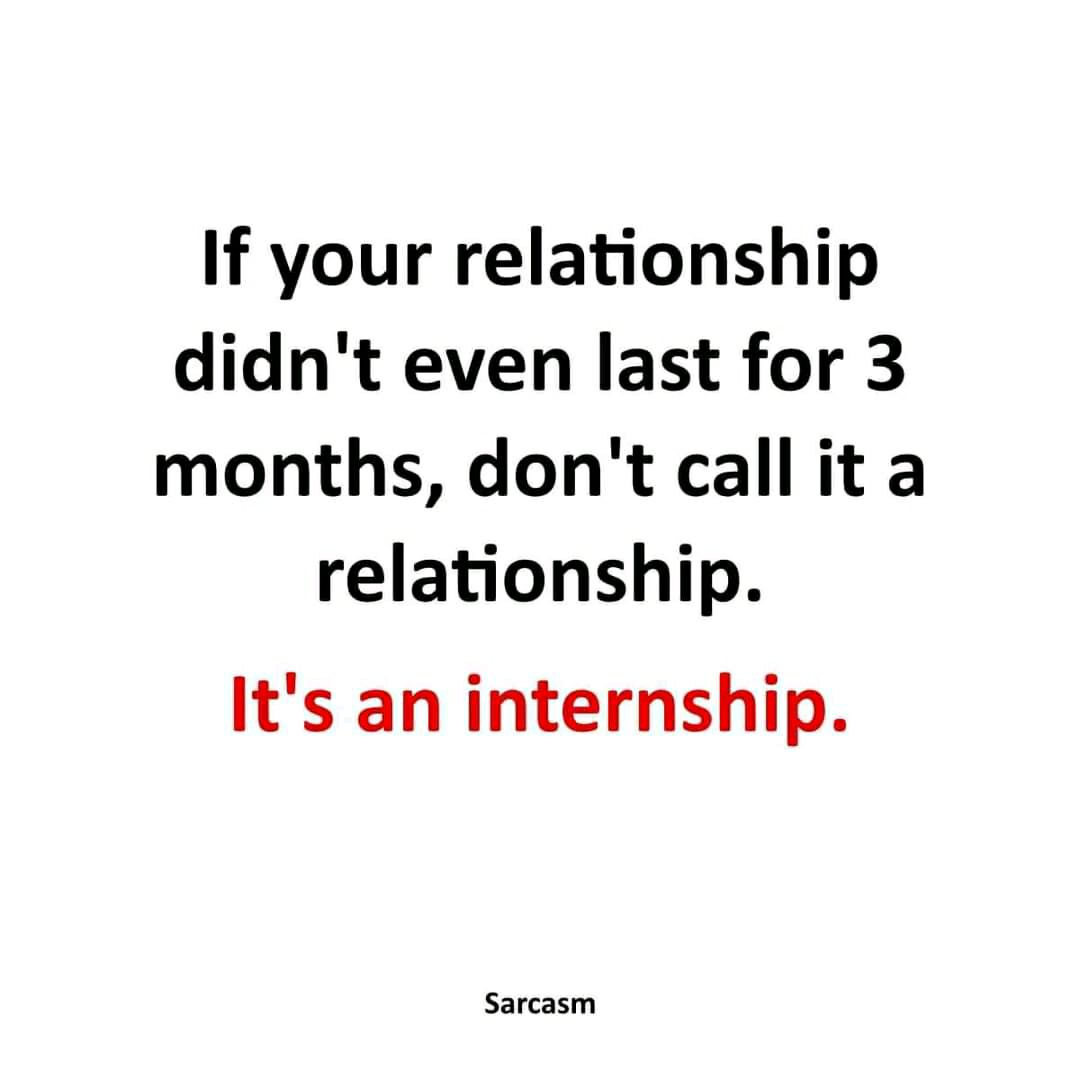 If your relationship
didn't even last for 3
months, don't call it a
relationship.
It's an internship.
Sarcasm